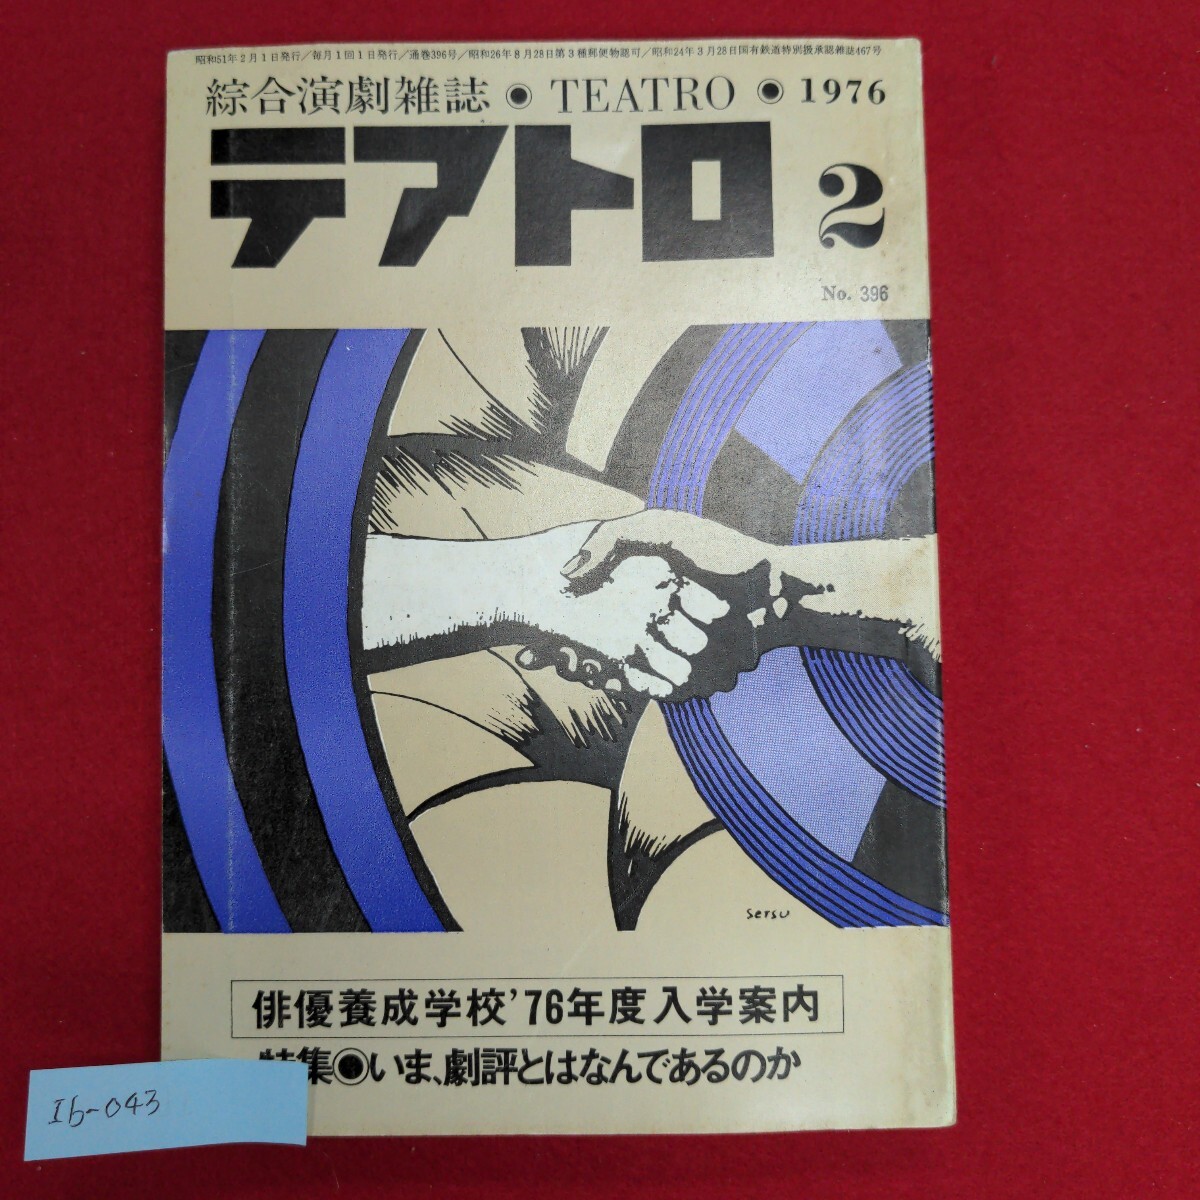 昭和51年2月1日発行／毎月1回1日発行／通巻396号／昭和26年8月28日第3種郵便物認可／昭和24年3月28日国有鉄道特別扱承認雑誌467号
綜合演劇雑誌 ◉ TEATRO ◉ 1976
テアトロ 2
No. 396
Setsu
俳優養成学校'76年度入学案内
特集◉いま、劇評とはなんであるのか
Ib-043